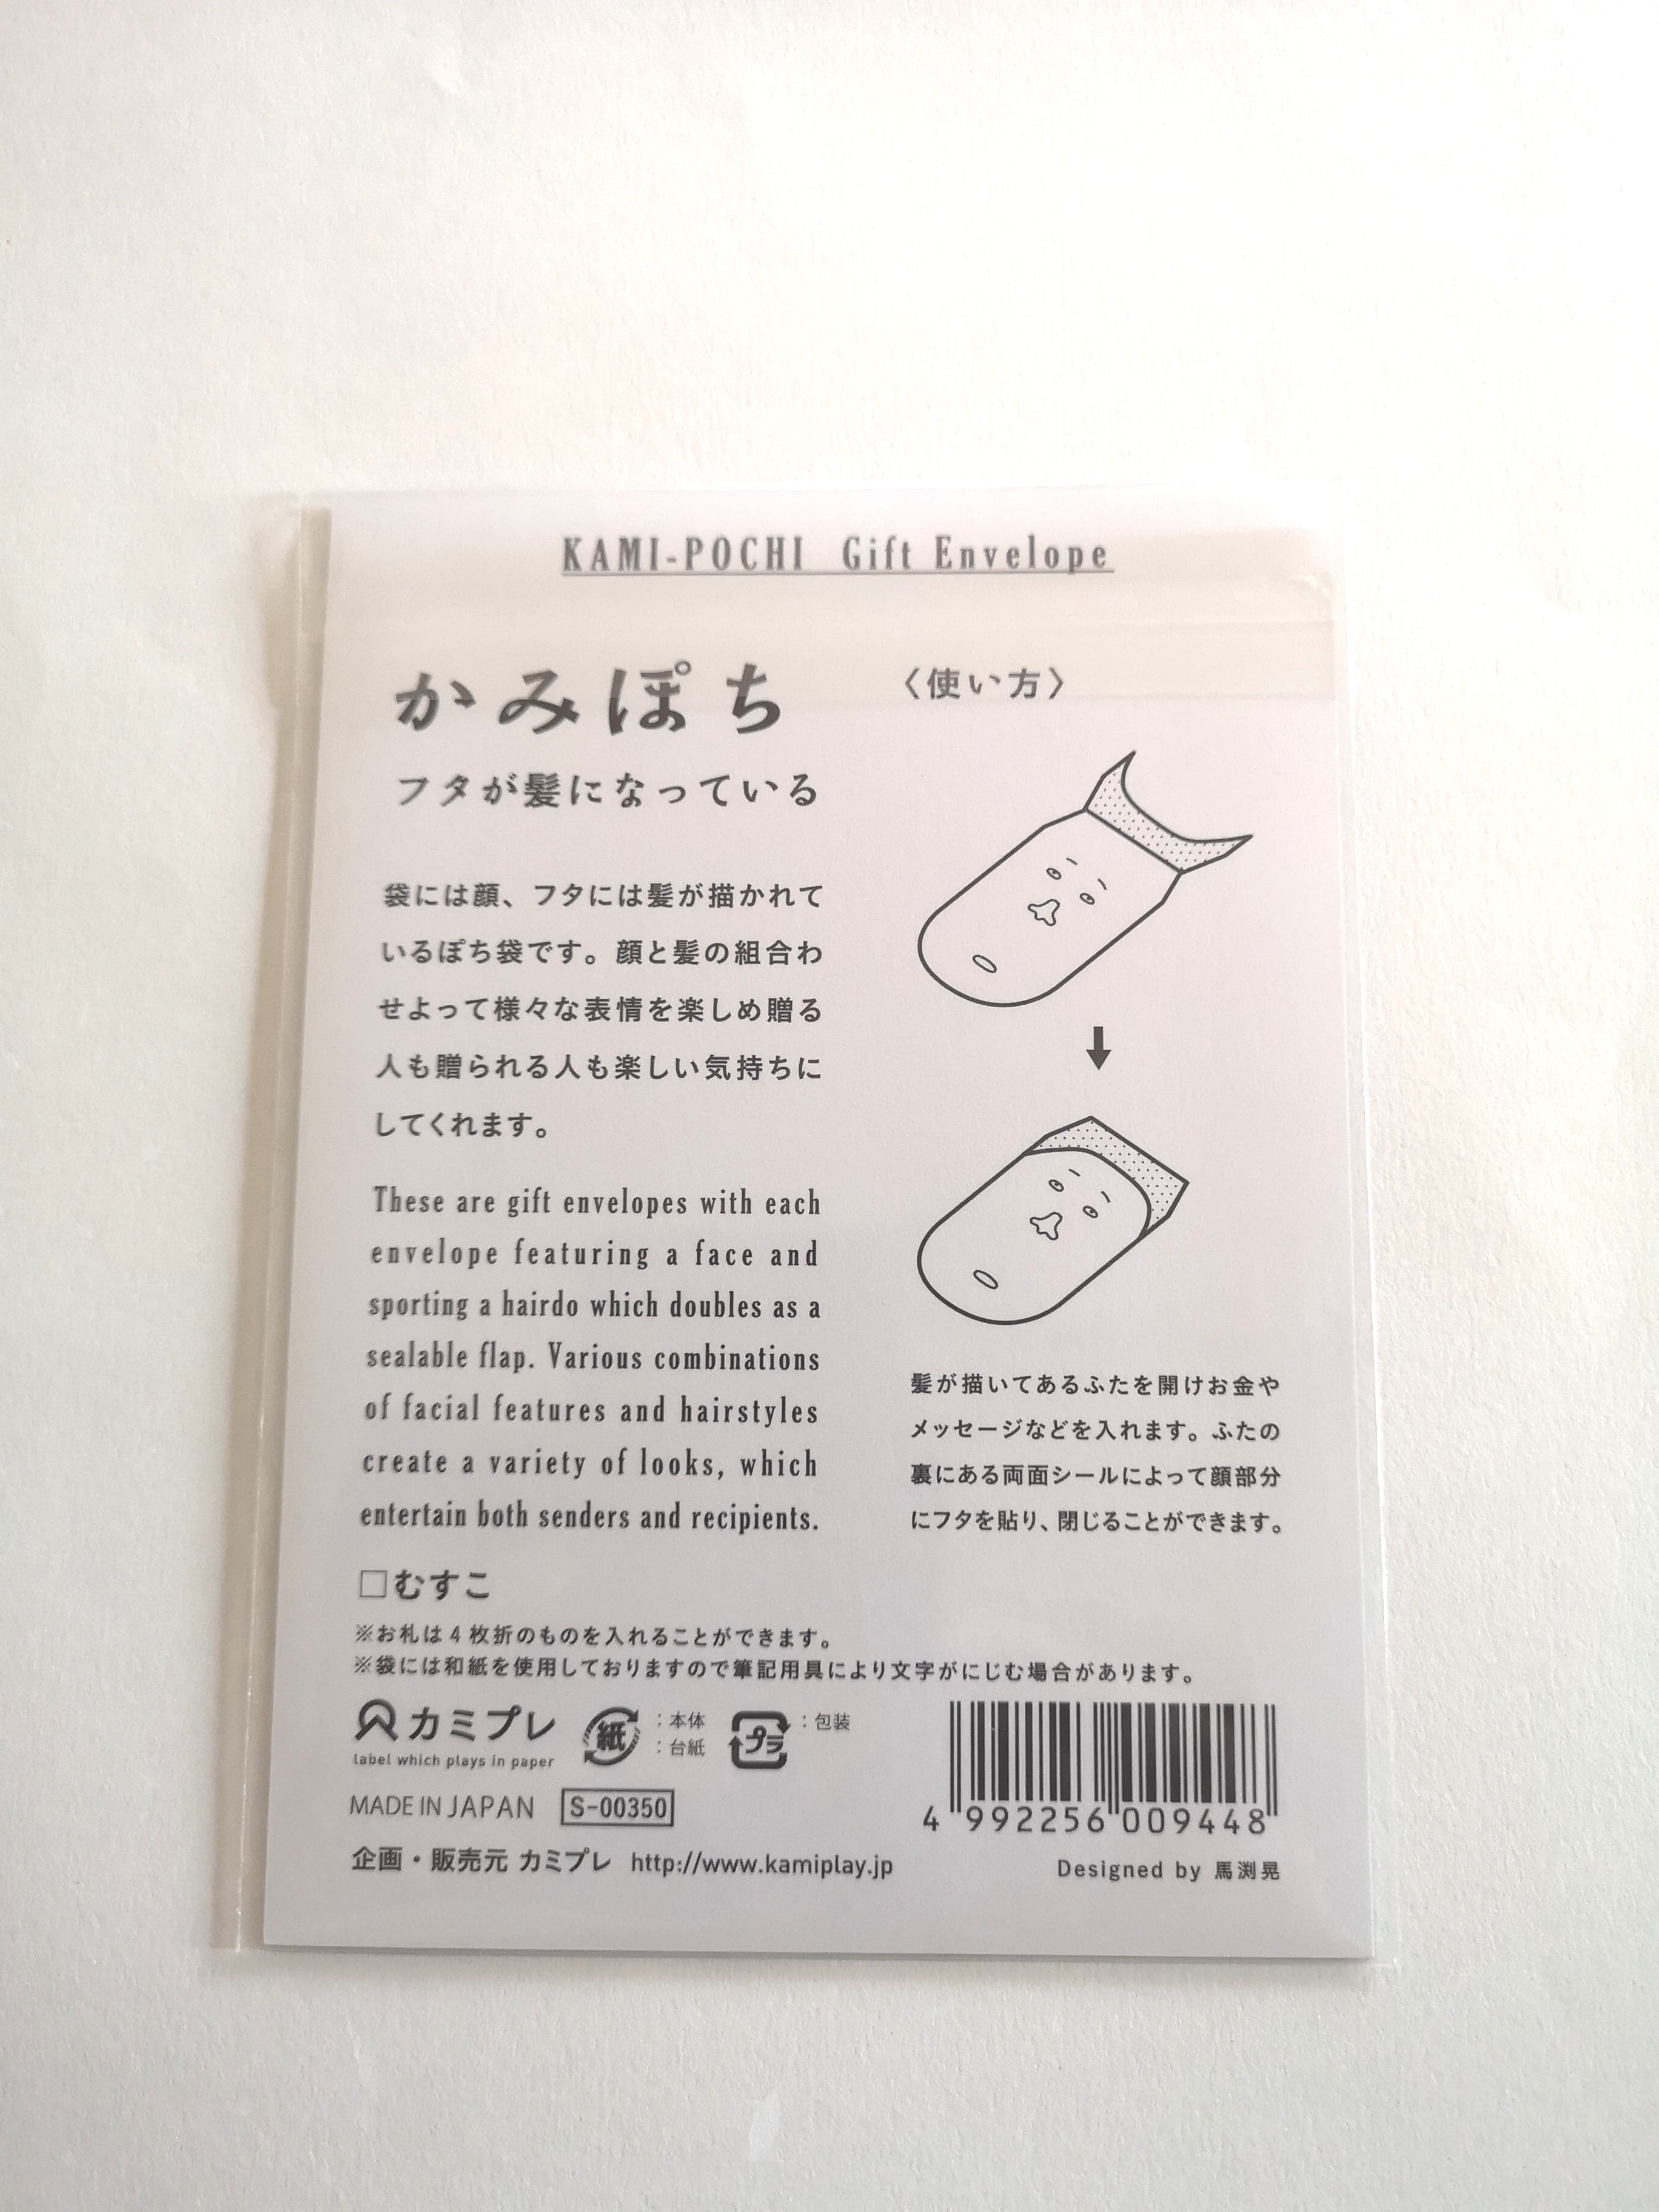 KAMI-POCHI Gift Envelope
かみぽち
フタが髪になっている
袋には顔、フタには髪が描かれて
いるぽち袋です。顔と髪の組合わ
せよって様々な表情を楽しめ贈る
人も贈られる人も楽しい気持ちに
してくれます。
These are gift envelopes with each
envelope featuring a face and
sporting a hairdo which doubles as a
sealable flap. Various combinations
of facial features and hairstyles
create a variety of looks, which
entertain both senders and recipients.
〈使い方〉
髪が描いてあるふたを開けお金や
メッセージなどを入れます。ふたの
裏にある両面シールによって顔部分
にフタを貼り、閉じることができます。
□むすこ
※お札は4枚折のものを入れることができます。
※袋には和紙を使用しておりますので筆記用具により文字がにじむ場合があります。
カミプレ
label which plays in paper
紙
：本体
：台紙
プラ
：包装
MADE IN JAPAN S-00350
企画・販売元 カミプレ http://www.kamiplay.jp
4 992256 009448
Designed by 馬渕晃